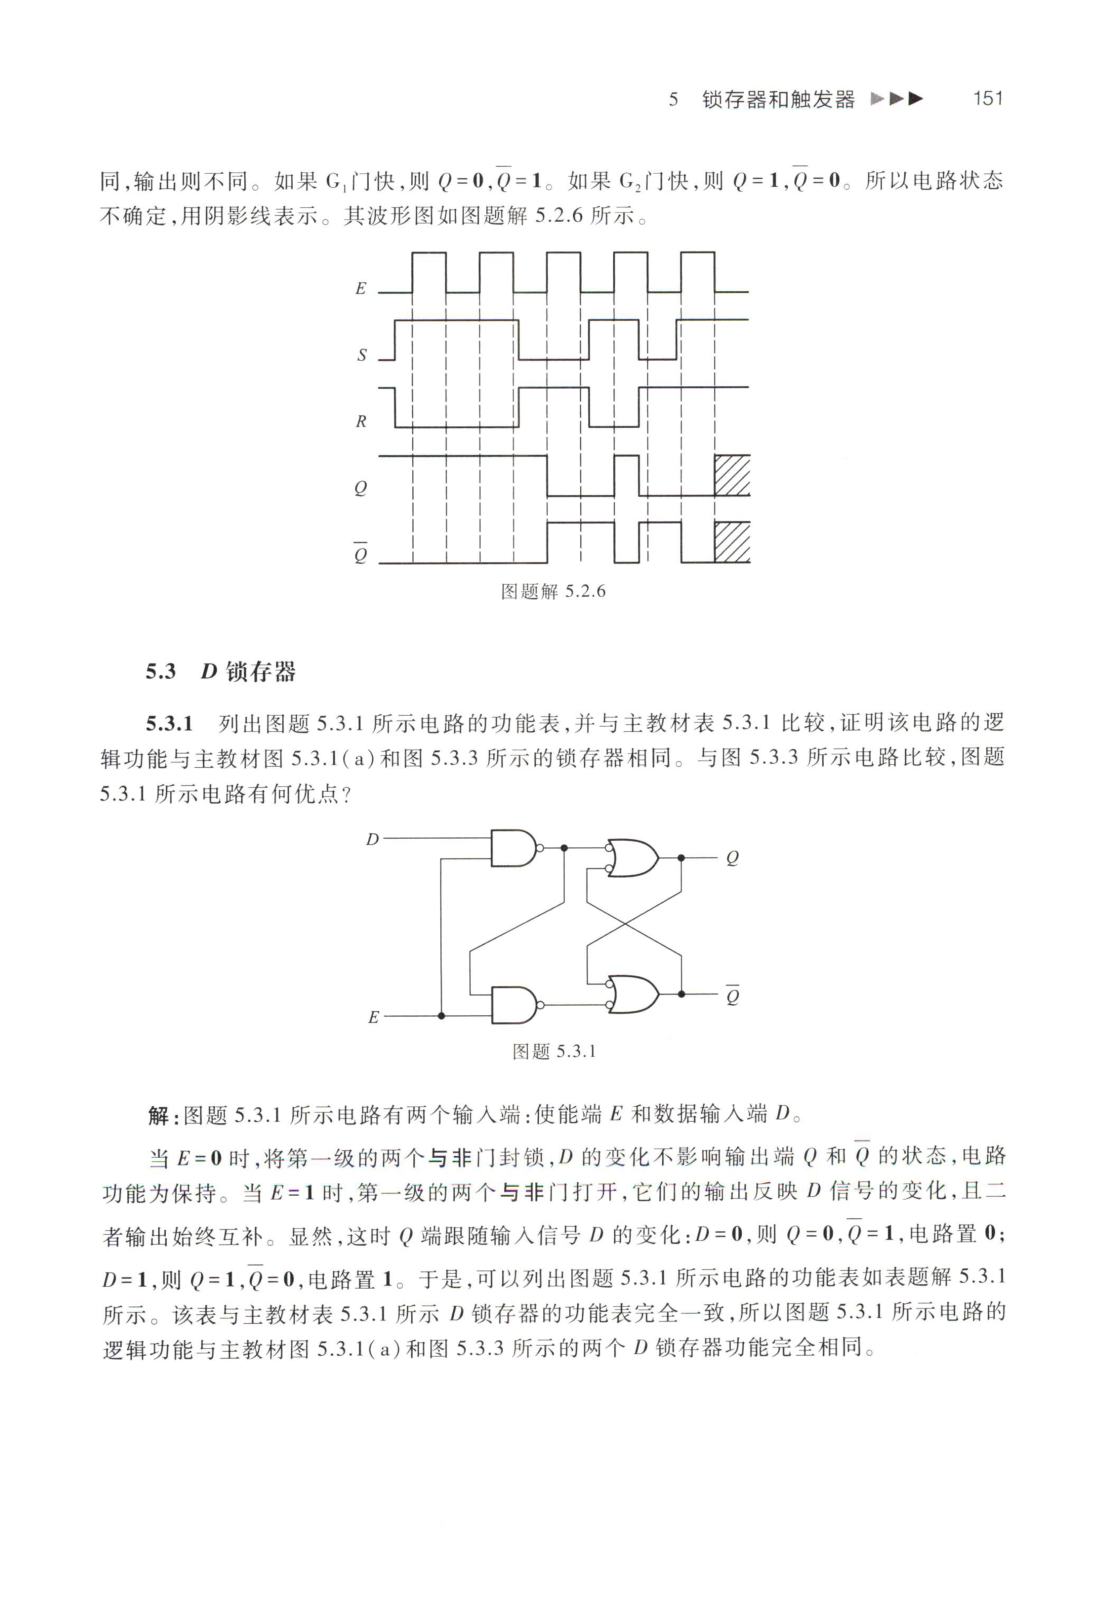 5 锁存器和触发器 ▶▶▶ 151
同,输出则不同。如果 G₁门快,则 Q=0,Q̅=1。如果 G₂门快,则 Q=1,Q̅=0。所以电路状态
不确定,用阴影线表示。其波形图如图题解 5.2.6 所示。
E
S
R
Q
Q̅
图题解 5.2.6
5.3 D 锁存器
5.3.1 列出图题 5.3.1 所示电路的功能表,并与主教材表 5.3.1 比较,证明该电路的逻
辑功能与主教材图 5.3.1(a)和图 5.3.3 所示的锁存器相同。与图 5.3.3 所示电路比较,图题
5.3.1 所示电路有何优点?
D
Q
Q̅
E
图题 5.3.1
解:图题 5.3.1 所示电路有两个输入端:使能端 E 和数据输入端 D。
当 E=0 时,将第一级的两个与非门封锁,D 的变化不影响输出端 Q 和 Q̅ 的状态,电路
功能为保持。当 E=1 时,第一级的两个与非门打开,它们的输出反映 D 信号的变化,且二
者输出始终互补。显然,这时 Q 端跟随输入信号 D 的变化:D=0,则 Q=0,Q̅=1,电路置 0;
D=1,则 Q=1,Q̅=0,电路置 1。于是,可以列出图题 5.3.1 所示电路的功能表如表题解 5.3.1
所示。该表与主教材表 5.3.1 所示 D 锁存器的功能表完全一致,所以图题 5.3.1 所示电路的
逻辑功能与主教材图 5.3.1(a)和图 5.3.3 所示的两个 D 锁存器功能完全相同。